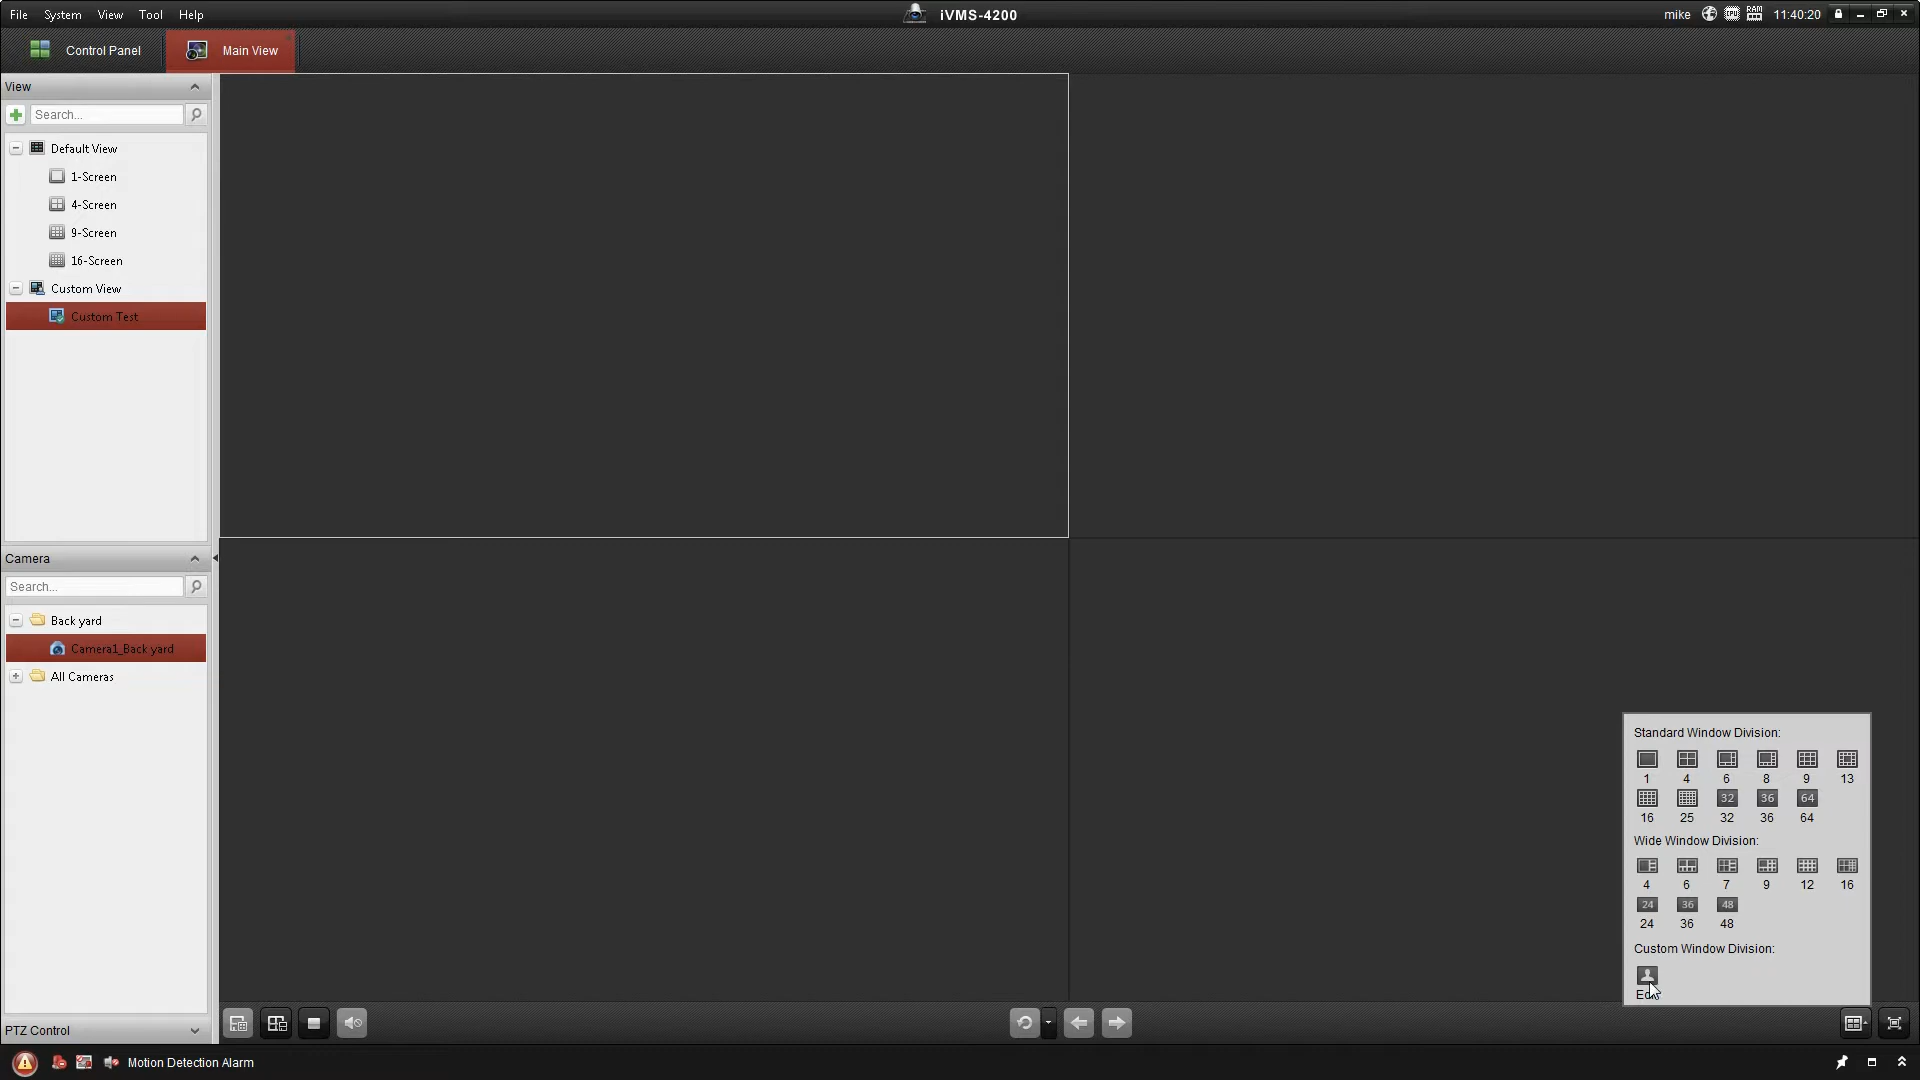 File System View Tool Help iVMS-4200 mike RAM 11:40:20
Control Panel Main View
View
Search...
Default View
1-Screen
4-Screen
9-Screen
16-Screen
Custom View
Custom Test
Camera
Search...
Back yard
Camera1_Back yard
All Cameras
PTZ Control
Standard Window Division:
1 4 6 8 9 13
32 36 64
16 25 32 36 64
Wide Window Division:
4 6 7 9 12 16
24 36 48
24 36 48
Custom Window Division:
Motion Detection Alarm